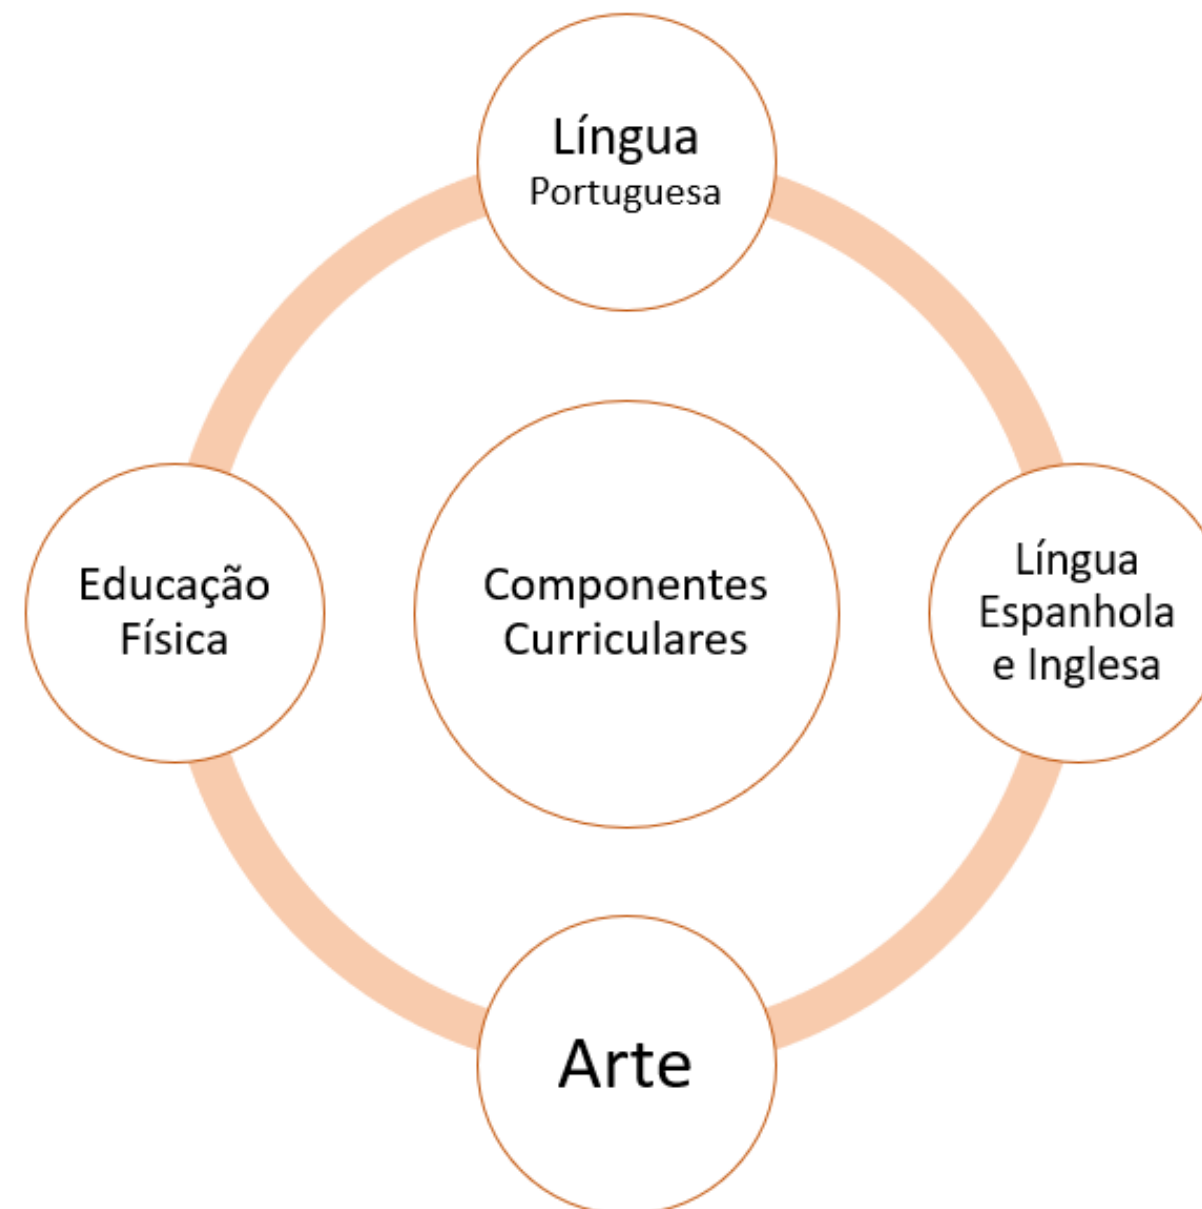 Língua
Portuguesa
Educação
Física
Componentes
Curriculares
Língua
Espanhola
e Inglesa
Arte